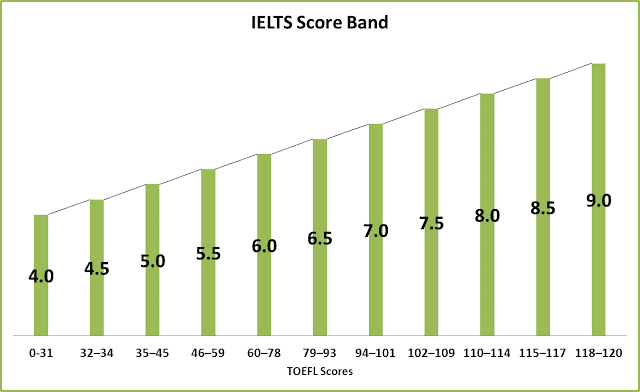 IELTS Score Band
4.0 4.5 5.0 5.5 6.0 6.5 7.0 7.5 8.0 8.5 9.0
0-31 32–34 35–45 46–59 60–78 79–93 94–101 102–109 110–114 115–117 118–120
TOEFL Scores